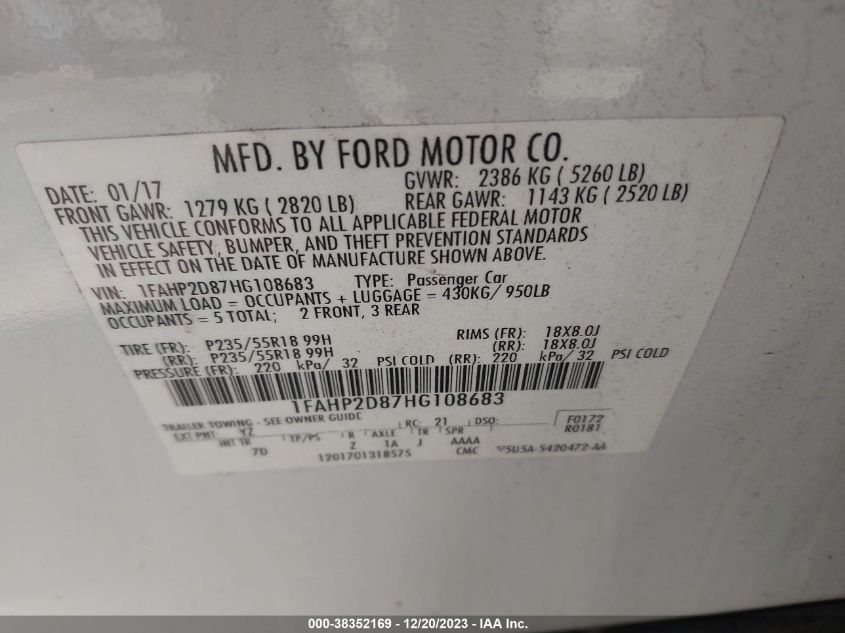 MFD. BY FORD MOTOR CO.
DATE: 01/17 GVWR: 2386 KG ( 5260 LB)
FRONT GAWR: 1279 KG ( 2820 LB) REAR GAWR: 1143 KG ( 2520 LB)
THIS VEHICLE CONFORMS TO ALL APPLICABLE FEDERAL MOTOR
VEHICLE SAFETY, BUMPER, AND THEFT PREVENTION STANDARDS
IN EFFECT ON THE DATE OF MANUFACTURE SHOWN ABOVE.
VIN: 1FAHP2D87HG108683 TYPE: Passenger Car
MAXIMUM LOAD = OCCUPANTS + LUGGAGE = 430KG/ 950LB
OCCUPANTS = 5 TOTAL; 2 FRONT, 3 REAR
TIRE (FR): P235/55R18 99H RIMS (FR): 18X8.0J
(RR): P235/55R18 99H (RR): 18X8.0J
PRESSURE (FR): 220 kPa/ 32 PSI COLD (RR): 220 kPa/ 32 PSI COLD
1FAHP2D87HG108683
TRAILER TOWING - SEE OWNER GUIDE
EXT PNT: YZ RC: 21 DSO: F0172
R0181
INT TR TP/PS R AXLE TR SPR
7D Z 1A J AAAA
1201701318575 CMC 5U5A-5420472-AA
000-38352169 - 12/20/2023 - IAA Inc.